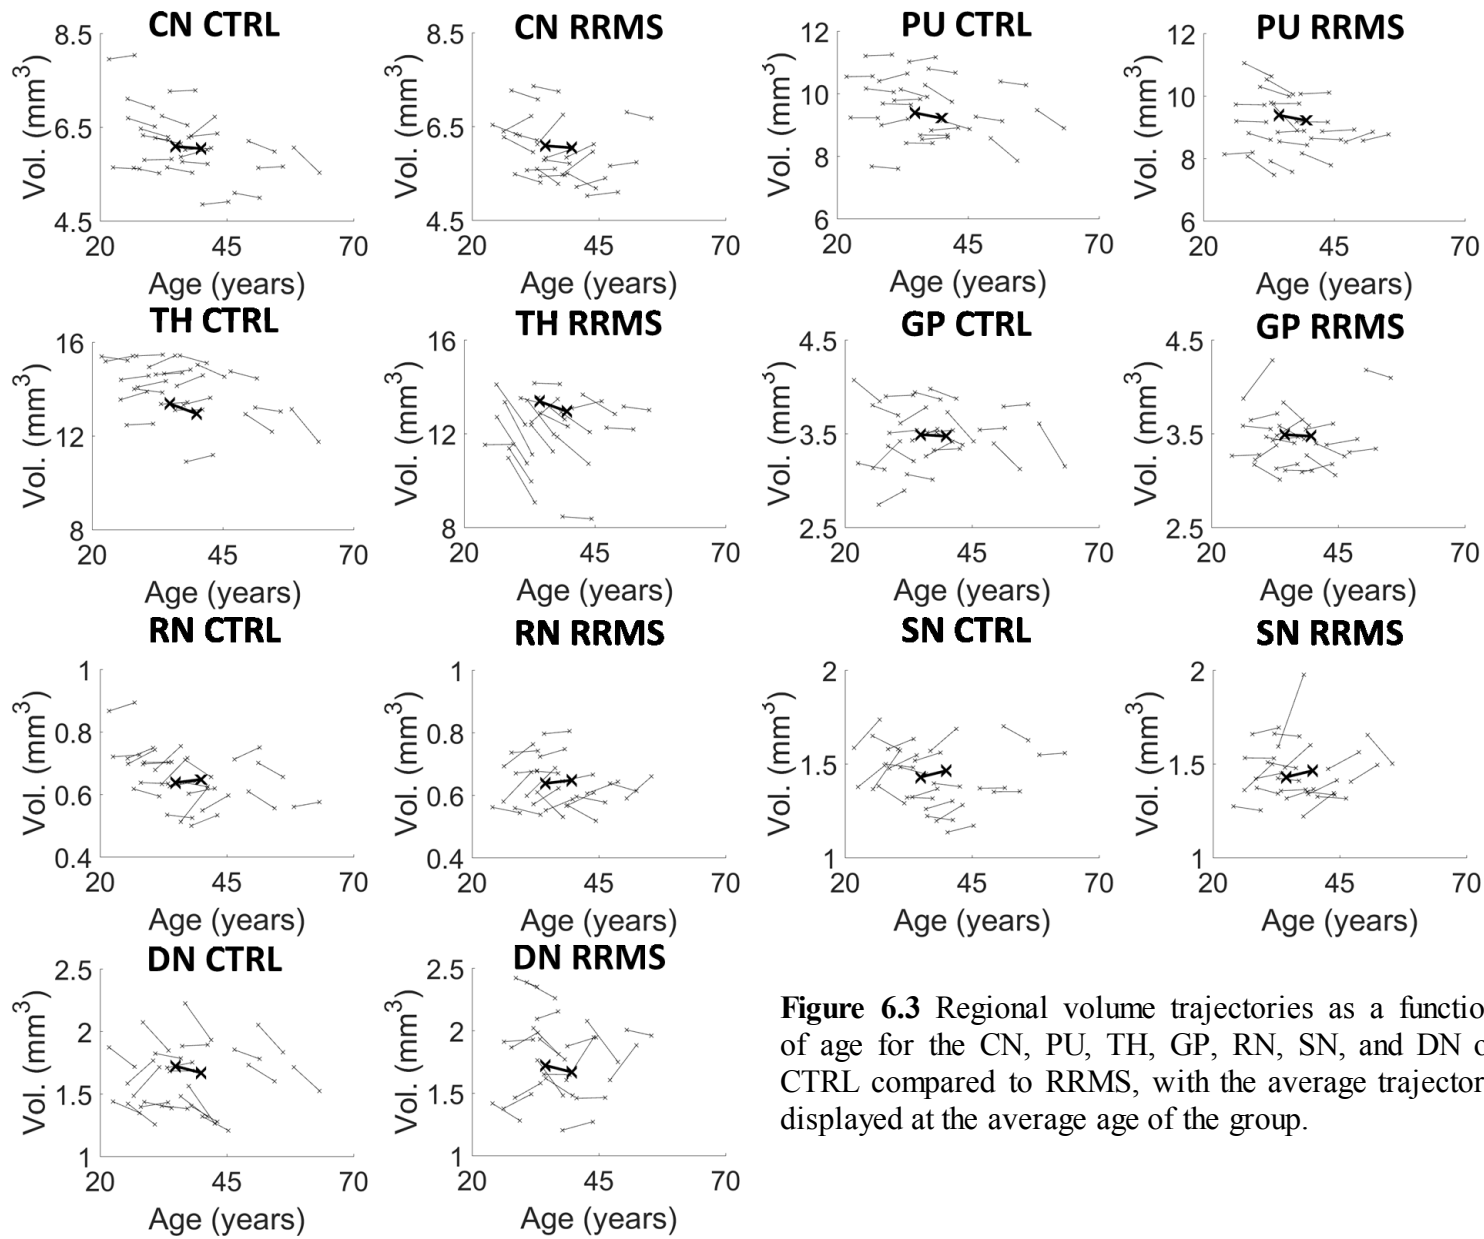 CN CTRL
8.5
6.5
4.5
Vol. (mm³)
20 45 70
Age (years)
CN RRMS
8.5
6.5
4.5
Vol. (mm³)
20 45 70
Age (years)
PU CTRL
12
10
8
6
Vol. (mm³)
20 45 70
Age (years)
PU RRMS
12
10
8
6
Vol. (mm³)
20 45 70
Age (years)
TH CTRL
16
12
8
Vol. (mm³)
20 45 70
Age (years)
TH RRMS
16
12
8
Vol. (mm³)
20 45 70
Age (years)
GP CTRL
4.5
3.5
2.5
Vol. (mm³)
20 45 70
Age (years)
GP RRMS
4.5
3.5
2.5
Vol. (mm³)
20 45 70
Age (years)
RN CTRL
1
0.8
0.6
0.4
Vol. (mm³)
20 45 70
Age (years)
RN RRMS
1
0.8
0.6
0.4
Vol. (mm³)
20 45 70
Age (years)
SN CTRL
2
1.5
1
Vol. (mm³)
20 45 70
Age (years)
SN RRMS
2
1.5
1
Vol. (mm³)
20 45 70
Age (years)
DN CTRL
2.5
2
1.5
1
Vol. (mm³)
20 45 70
Age (years)
DN RRMS
2.5
2
1.5
1
Vol. (mm³)
20 45 70
Age (years)
Figure 6.3 Regional volume trajectories as a function
of age for the CN, PU, TH, GP, RN, SN, and DN o
CTRL compared to RRMS, with the average trajector
displayed at the average age of the group.